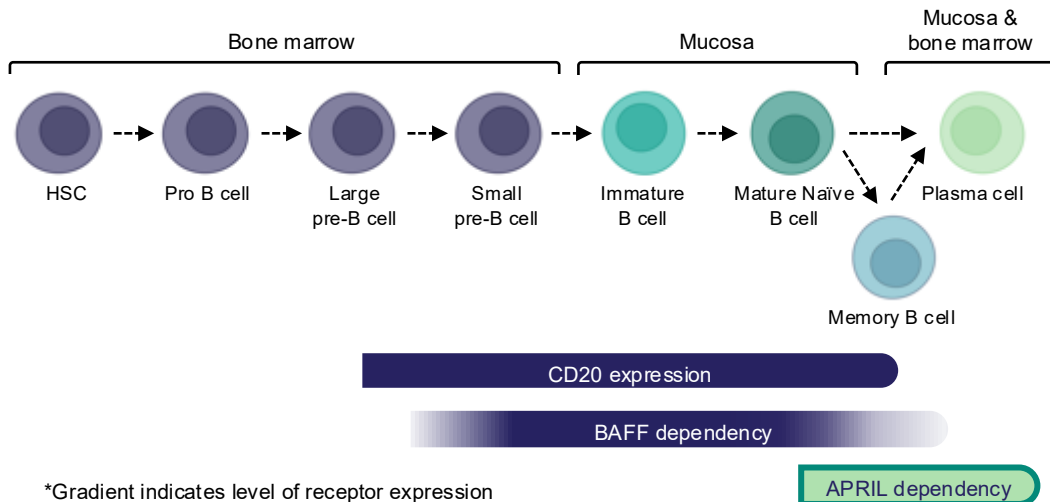 Bone marrow
Mucosa
Mucosa &
bone marrow
HSC
Pro B cell
Large
pre-B cell
Small
pre-B cell
Immature
B cell
Mature Naïve
B cell
Plasma cell
Memory B cell
CD20 expression
BAFF dependency
APRIL dependency
*Gradient indicates level of receptor expression